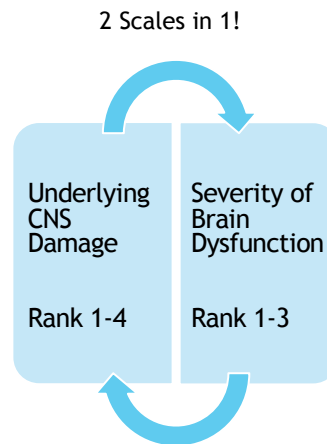 2 Scales in 1!
Underlying
CNS
Damage
Rank 1-4
Severity of
Brain
Dysfunction
Rank 1-3